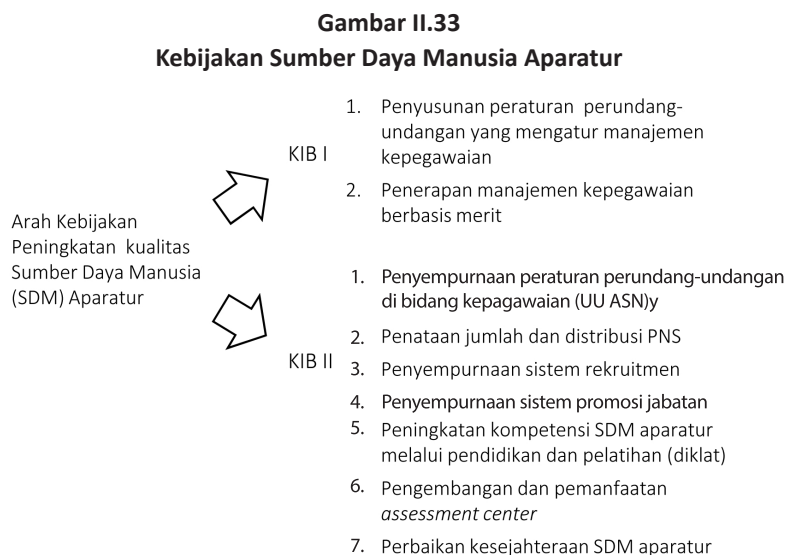 Gambar II.33
Kebijakan Sumber Daya Manusia Aparatur
Arah Kebijakan
Peningkatan kualitas
Sumber Daya Manusia
(SDM) Aparatur
KIB I
1. Penyusunan peraturan perundang-
undangan yang mengatur manajemen
kepegawaian
2. Penerapan manajemen kepegawaian
berbasis merit
KIB II
1. Penyempurnaan peraturan perundang-undangan
di bidang kepagawaian (UU ASN)y
2. Penataan jumlah dan distribusi PNS
3. Penyempurnaan sistem rekruitmen
4. Penyempurnaan sistem promosi jabatan
5. Peningkatan kompetensi SDM aparatur
melalui pendidikan dan pelatihan (diklat)
6. Pengembangan dan pemanfaatan
assessment center
7. Perbaikan kesejahteraan SDM aparatur